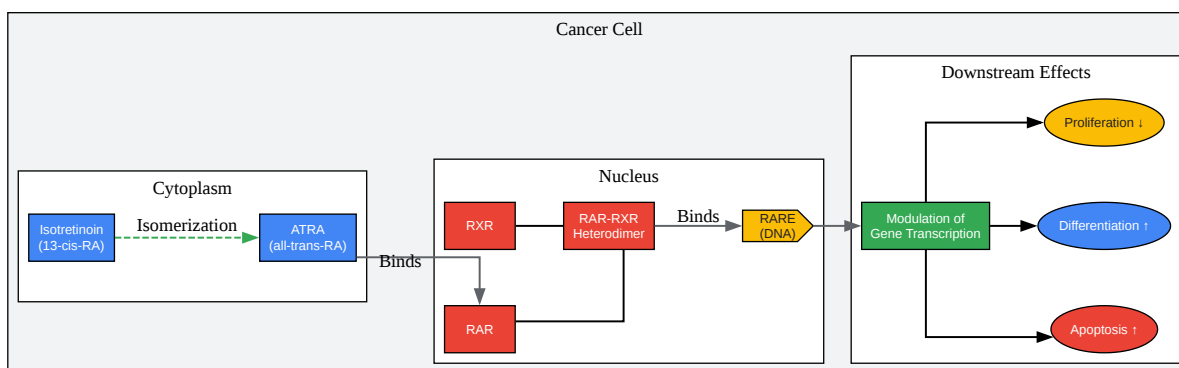 Cancer Cell
Downstream Effects
Proliferation ↓
Cytoplasm
Nucleus
Isotretinoin
(13-cis-RA)
Isomerization
ATRA
(all-trans-RA)
Binds
RXR
RAR-RXR
Heterodimer
Binds
RARE
(DNA)
RAR
Modulation of
Gene Transcription
Differentiation ↑
Apoptosis ↑